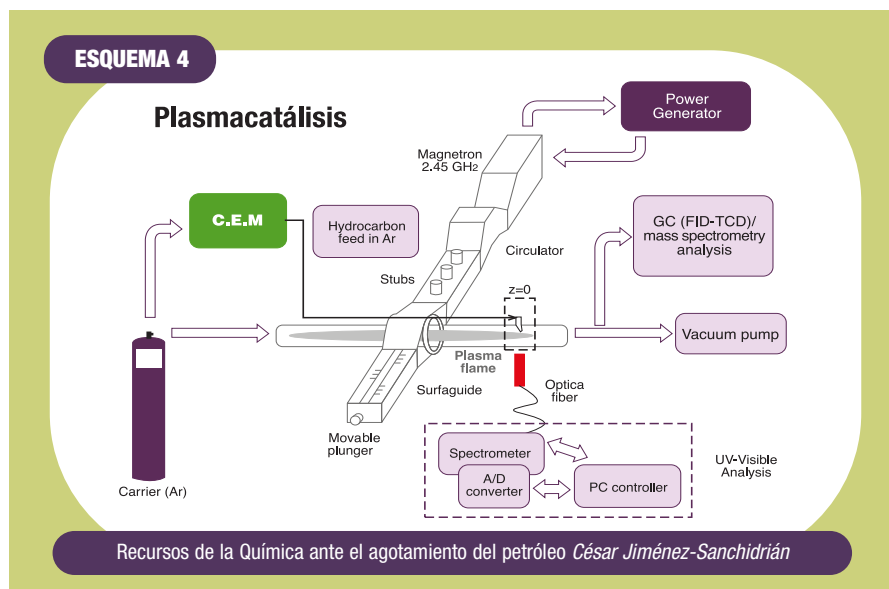 ESQUEMA 4
Plasmacatálisis
Power
Generator
Magnetron
2.45 GH2
C.E.M
Hydrocarbon
feed in Ar
GC (FID-TCD)/
mass spectrometry
analysis
Circulator
Stubs
z=0
Vacuum pump
Plasma
flame
Surfaguide
Optica
fiber
Movable
plunger
Spectrometer
UV-Visible
Analysis
A/D
converter
PC controller
Carrier (Ar)
Recursos de la Química ante el agotamiento del petróleo César Jiménez-Sanchidrián